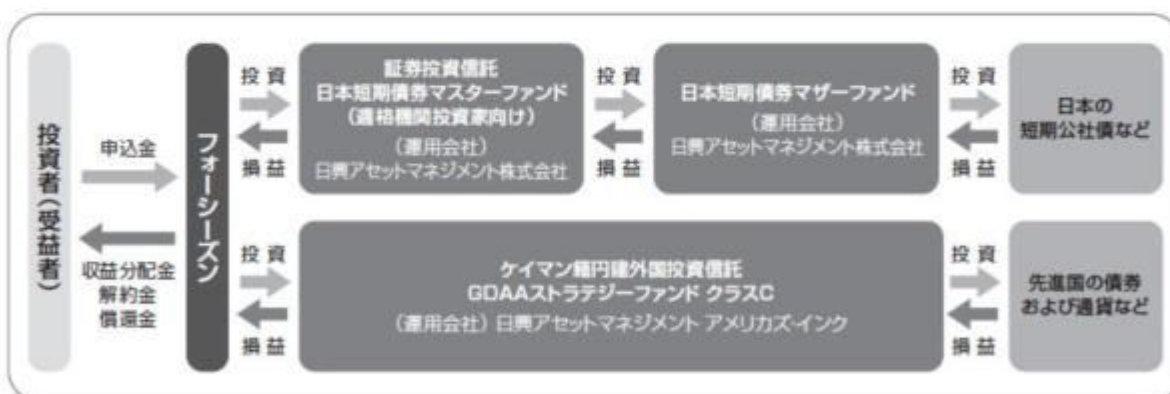 投資者(受益者)
申込金
収益分配金
解約金
償還金
フォーシーズン
投資
損益
証券投資信託
日本短期債券マスターファンド
(適格機関投資家向け)
(運用会社)
日興アセットマネジメント株式会社
投資
損益
日本短期債券マザーファンド
(運用会社)
日興アセットマネジメント株式会社
投資
損益
日本の
短期公社債など
投資
損益
ケイマン籍円建外国投資信託
GDAAストラテジーファンド クラスC
(運用会社)日興アセットマネジメント アメリカズ・インク
投資
損益
先進国の債券
および通貨など